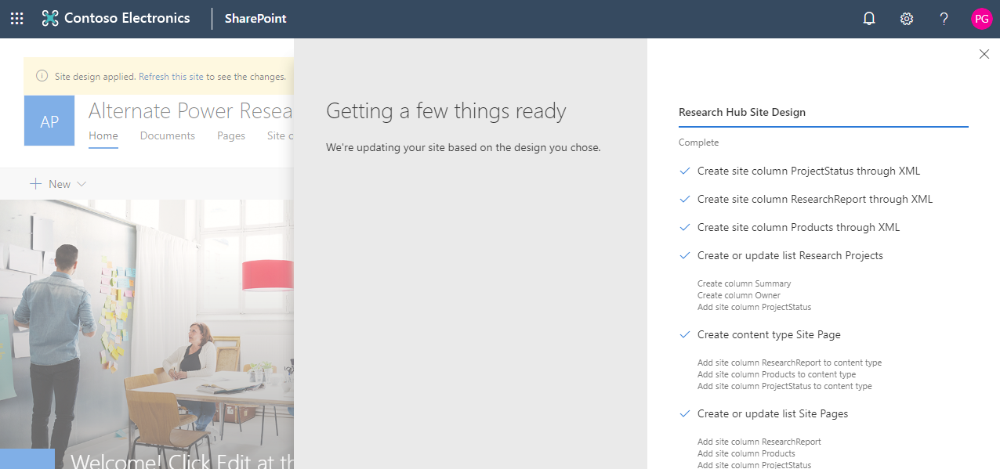 Contoso Electronics
SharePoint
PG
Site design applied. Refresh this site to see the changes.
AP
Alternate Power Resea
Home
Documents
Pages
Site c
New
Welcome! Click Edit at th
Getting a few things ready
We're updating your site based on the design you chose.
Research Hub Site Design
Complete
Create site column ProjectStatus through XML
Create site column ResearchReport through XML
Create site column Products through XML
Create or update list Research Projects
Create column Summary
Create column Owner
Add site column ProjectStatus
Create content type Site Page
Add site column ResearchReport to content type
Add site column Products to content type
Add site column ProjectStatus to content type
Create or update list Site Pages
Add site column ResearchReport
Add site column Products
Add site column ProjectStatus